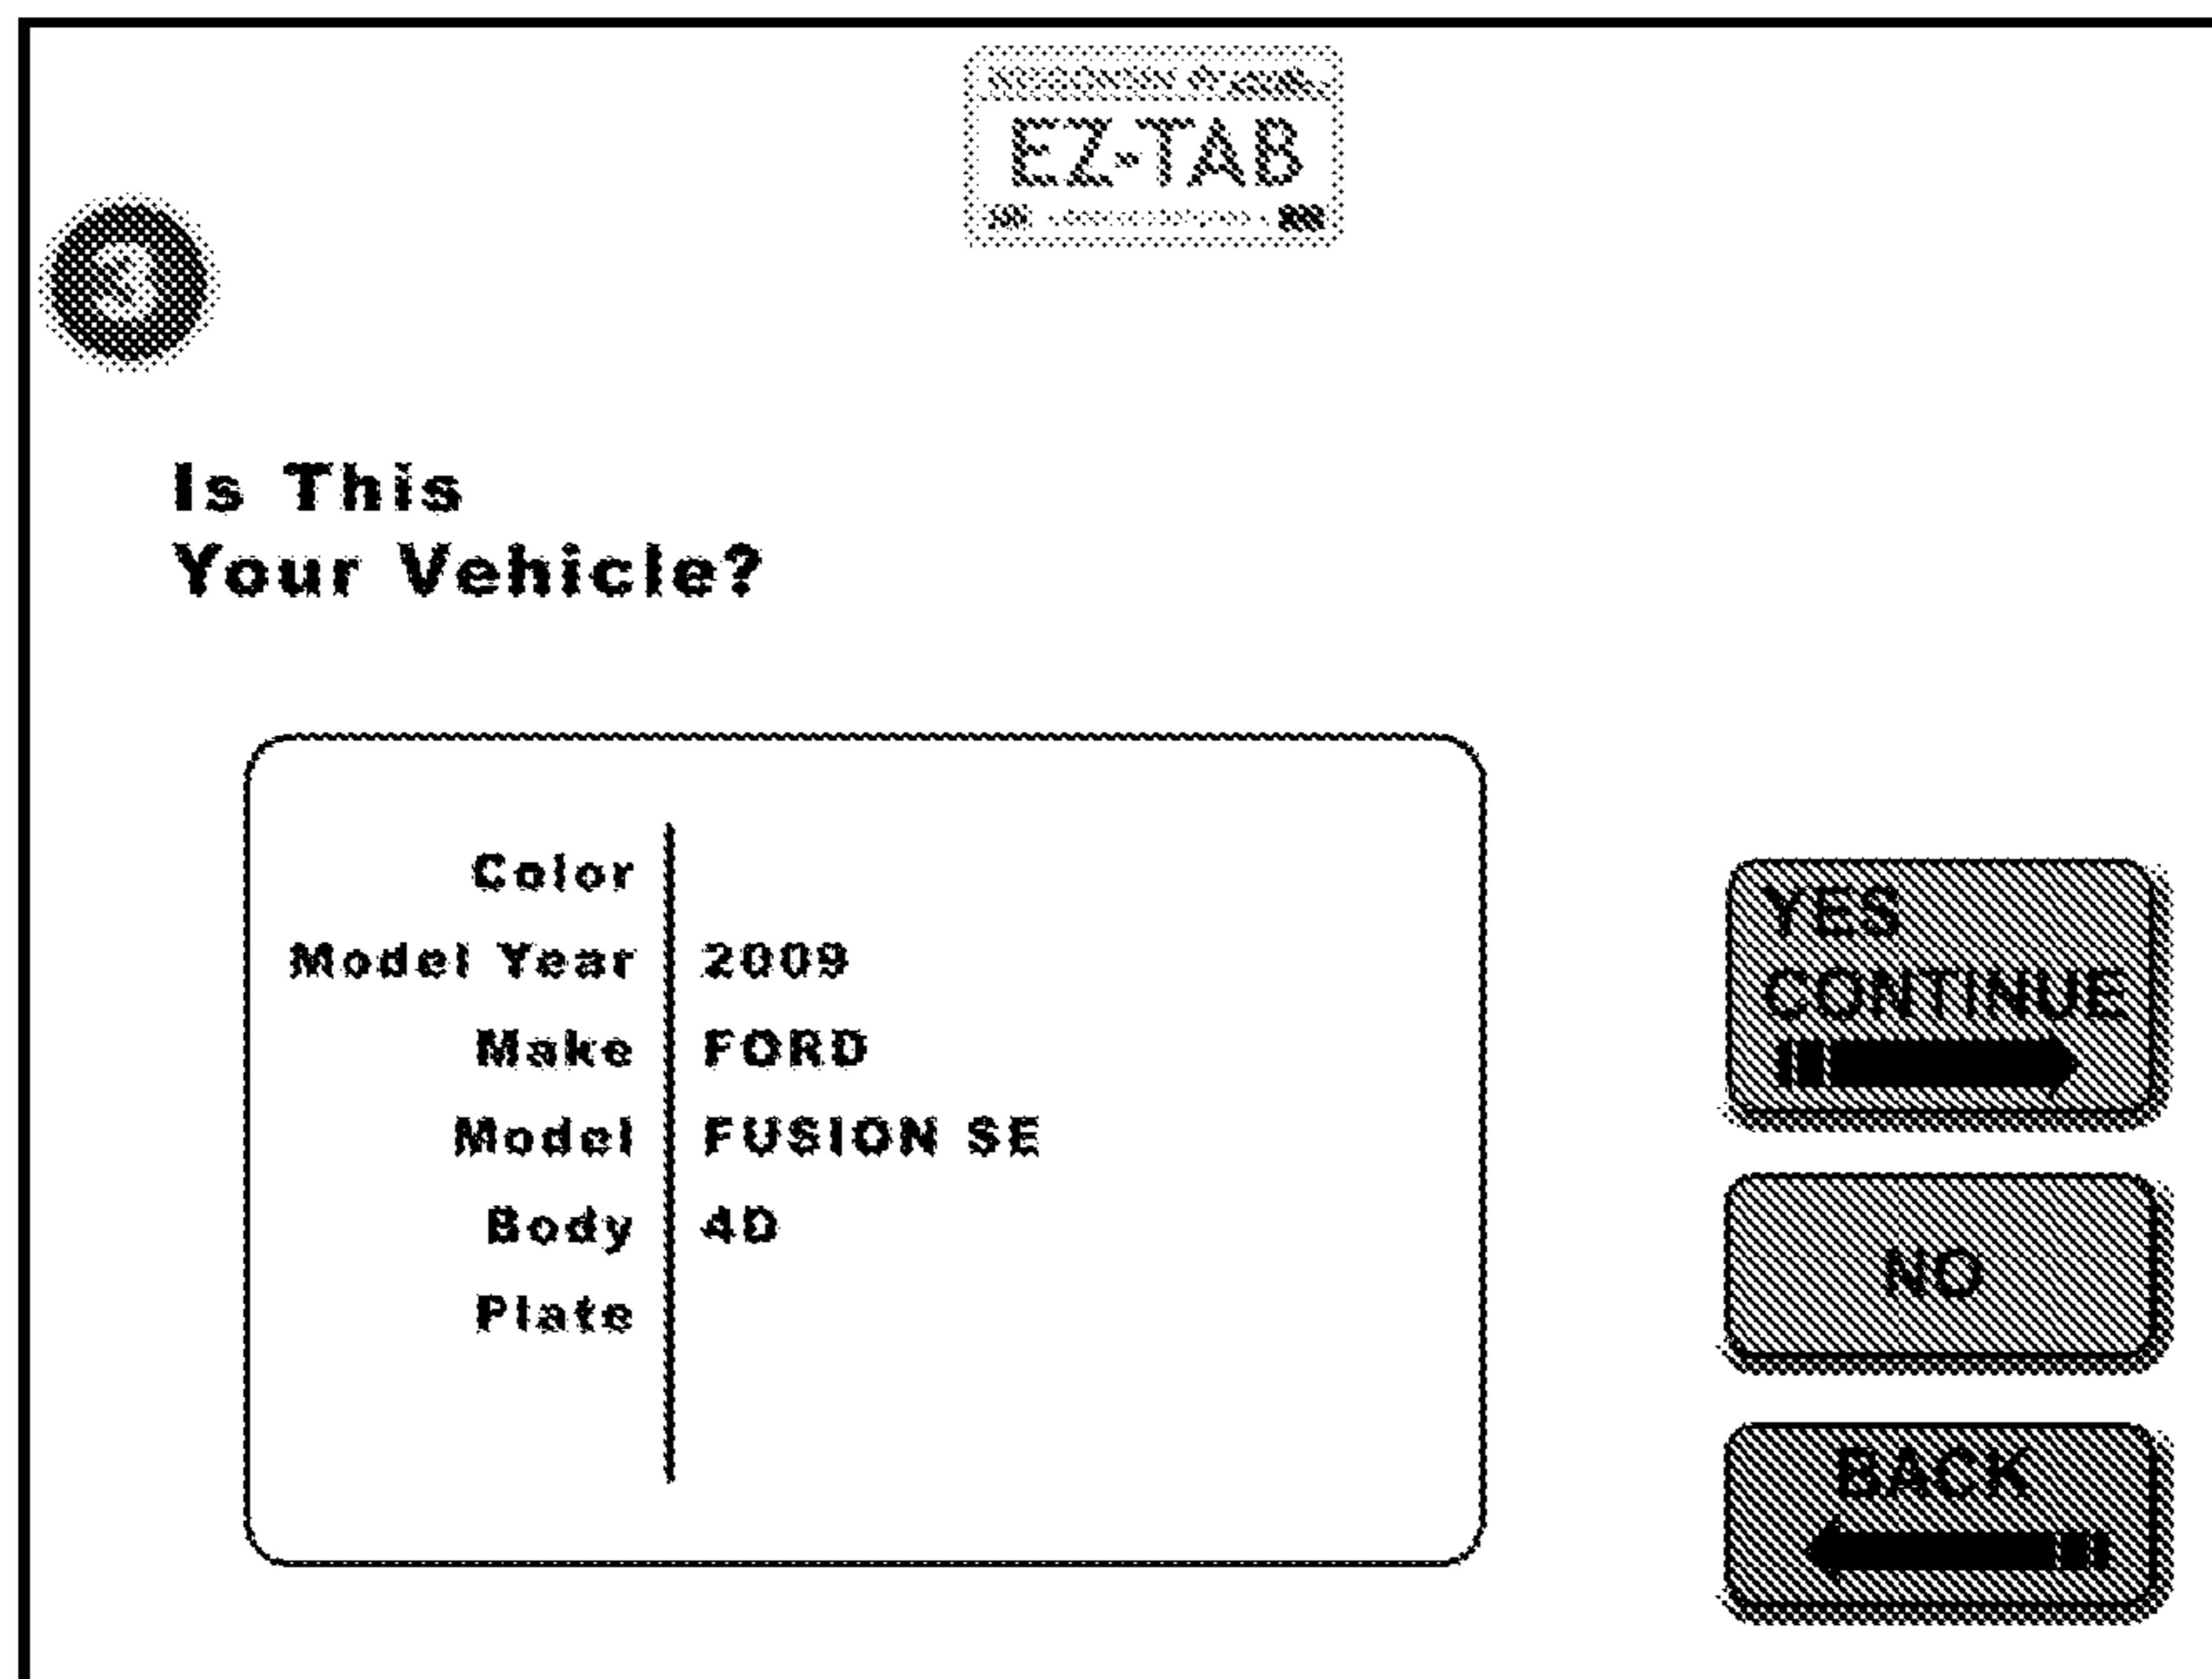 EZ-TAB
3
Is This
Your Vehicle?
Color
Model Year 2009
Make FORD
Model FUSION SE
Body 4D
Plate
YES
CONTINUE
NO
BACK